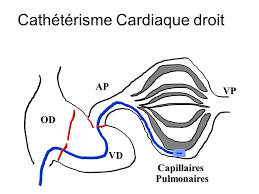 Cathétérisme Cardiaque droit
AP
VP
OD
VD
Capillaires
Pulmonaires